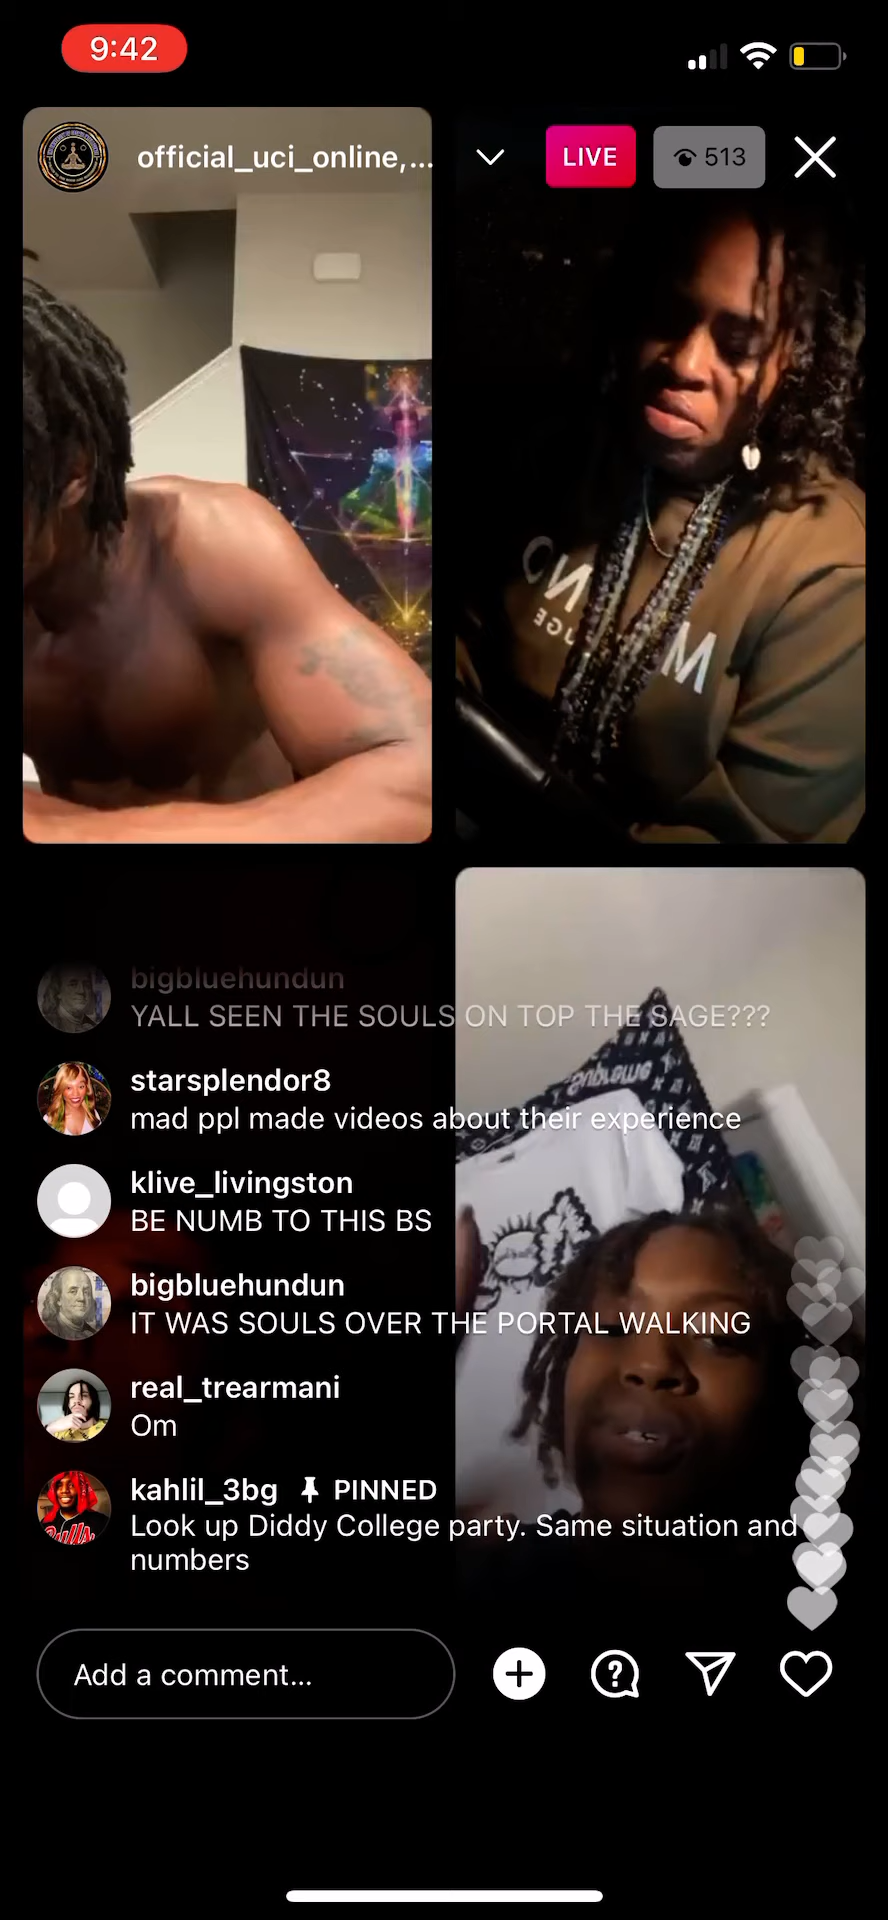 9:42
official_uci_online,...
LIVE
513
bigbluehundun
YALL SEEN THE SOULS ON TOP THE SAGE???
starsplendor8
mad ppl made videos about their experience
klive_livingston
BE NUMB TO THIS BS
bigbluehundun
IT WAS SOULS OVER THE PORTAL WALKING
real_trearmani
Om
kahlil_3bg PINNED
Look up Diddy College party. Same situation and
numbers
Add a comment...